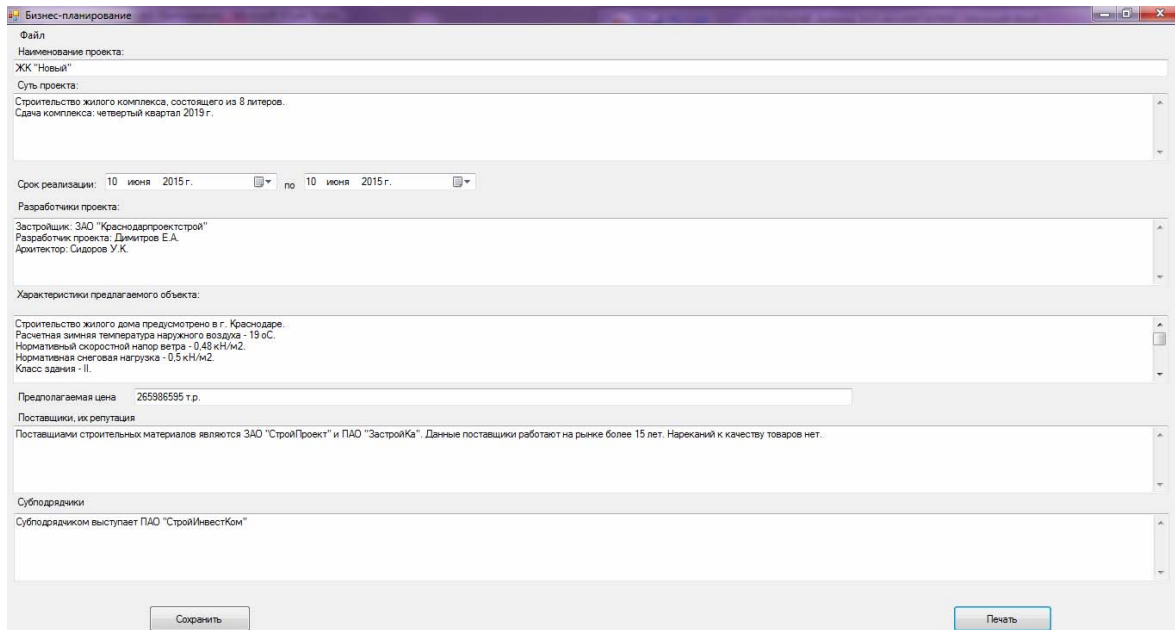 Бизнес-планирование
Файл
Наименование проекта:
ЖК "Новый"
Суть проекта:
Строительство жилого комплекса, состоящего из 8 литеров.
Сдача комплекса: четвертый квартал 2019 г.
Срок реализации: 10 июня 2015 г. по 10 июня 2015 г.
Разработчики проекта:
Застройщик: ЗАО "Краснодарпроектстрой"
Разработчик проекта: Димитров Е.А.
Архитектор: Сидоров У.К.
Характеристики предлагаемого объекта:
Строительство жилого дома предусмотрено в г. Краснодаре.
Расчетная зимняя температура наружного воздуха - 19 оС.
Нормативный скоростной напор ветра - 0,48 кН/м2.
Нормативная снеговая нагрузка - 0,5 кН/м2.
Класс здания - II.
Предполагаемая цена 265986595 т.р.
Поставщики, их репутация
Поставщиами строительных материалов являются ЗАО "СтройПроект" и ПАО "ЗастройКа". Данные поставщики работают на рынке более 15 лет. Нареканий к качеству товаров нет.
Субподрядчики
Субподрядчиком выступает ПАО "СтройИнвестКом"
Сохранить Печать